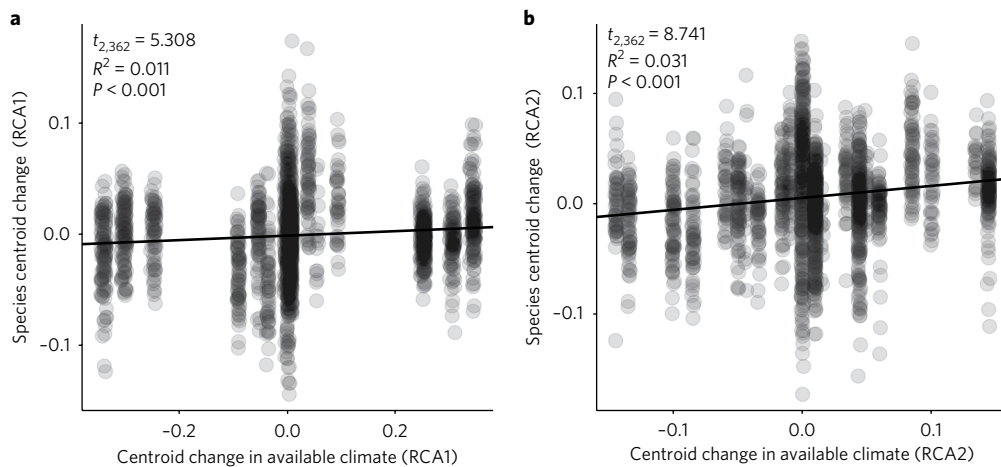 a
t2,362 = 5.308
R2 = 0.011
P < 0.001
0.1
0.0
−0.1
Species centroid change (RCA1)
−0.2
0.0
0.2
Centroid change in available climate (RCA1)
b
t2,362 = 8.741
R2 = 0.031
P < 0.001
0.1
0.0
−0.1
Species centroid change (RCA2)
−0.1
0.0
0.1
Centroid change in available climate (RCA2)